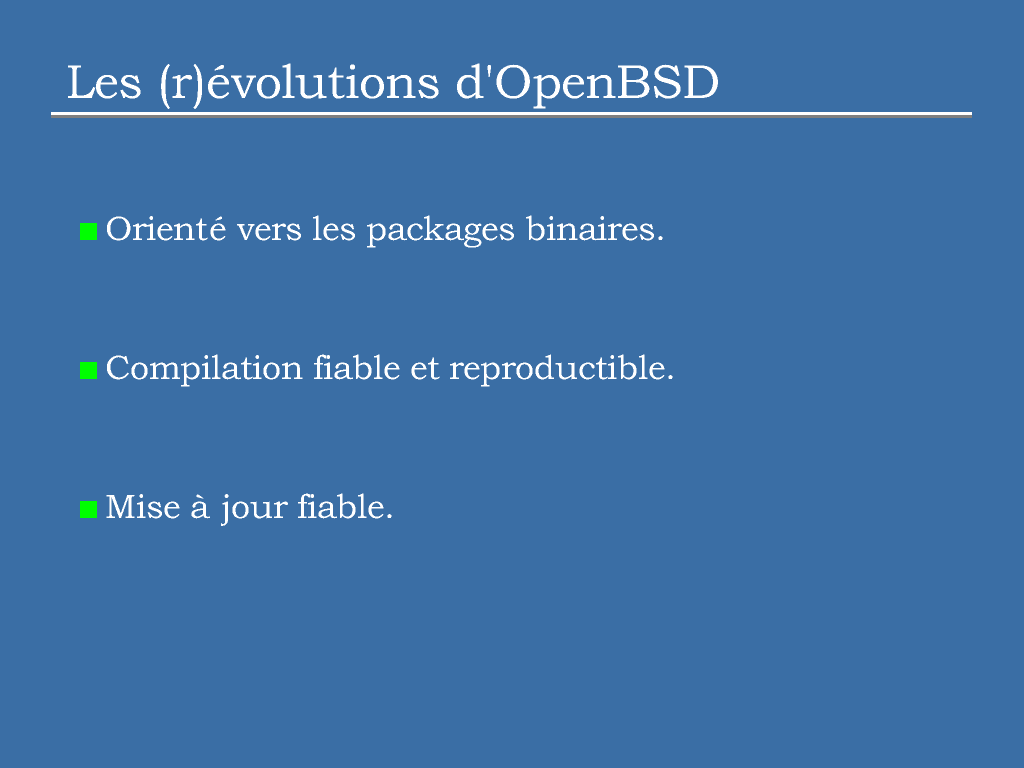 Les (r)évolutions d'OpenBSD
Orienté vers les packages binaires.
Compilation fiable et reproductible.
Mise à jour fiable.